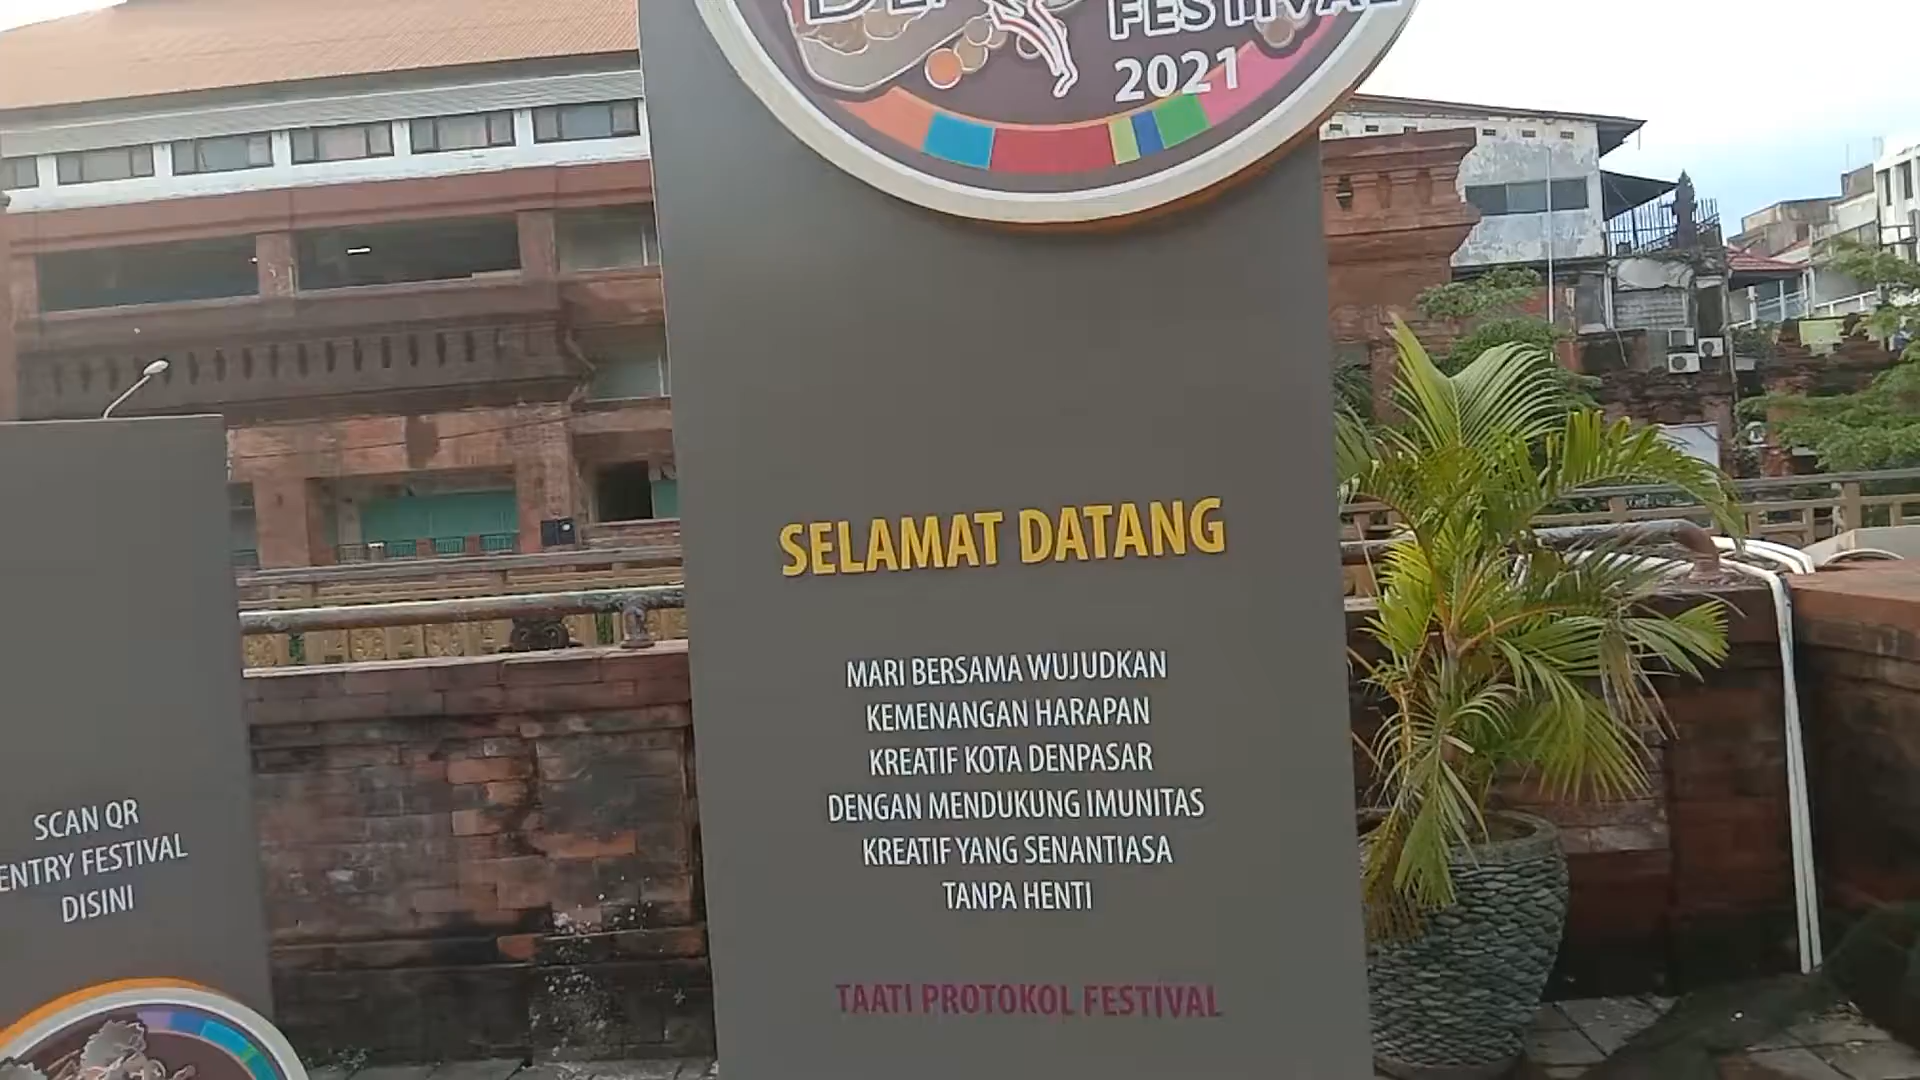 FESTIVAL
2021
SELAMAT DATANG
MARI BERSAMA WUJUDKAN
KEMENANGAN HARAPAN
KREATIF KOTA DENPASAR
DENGAN MENDUKUNG IMUNITAS
KREATIF YANG SENANTIASA
TANPA HENTI
TAATI PROTOKOL FESTIVAL
SCAN QR
ENTRY FESTIVAL
DISINI